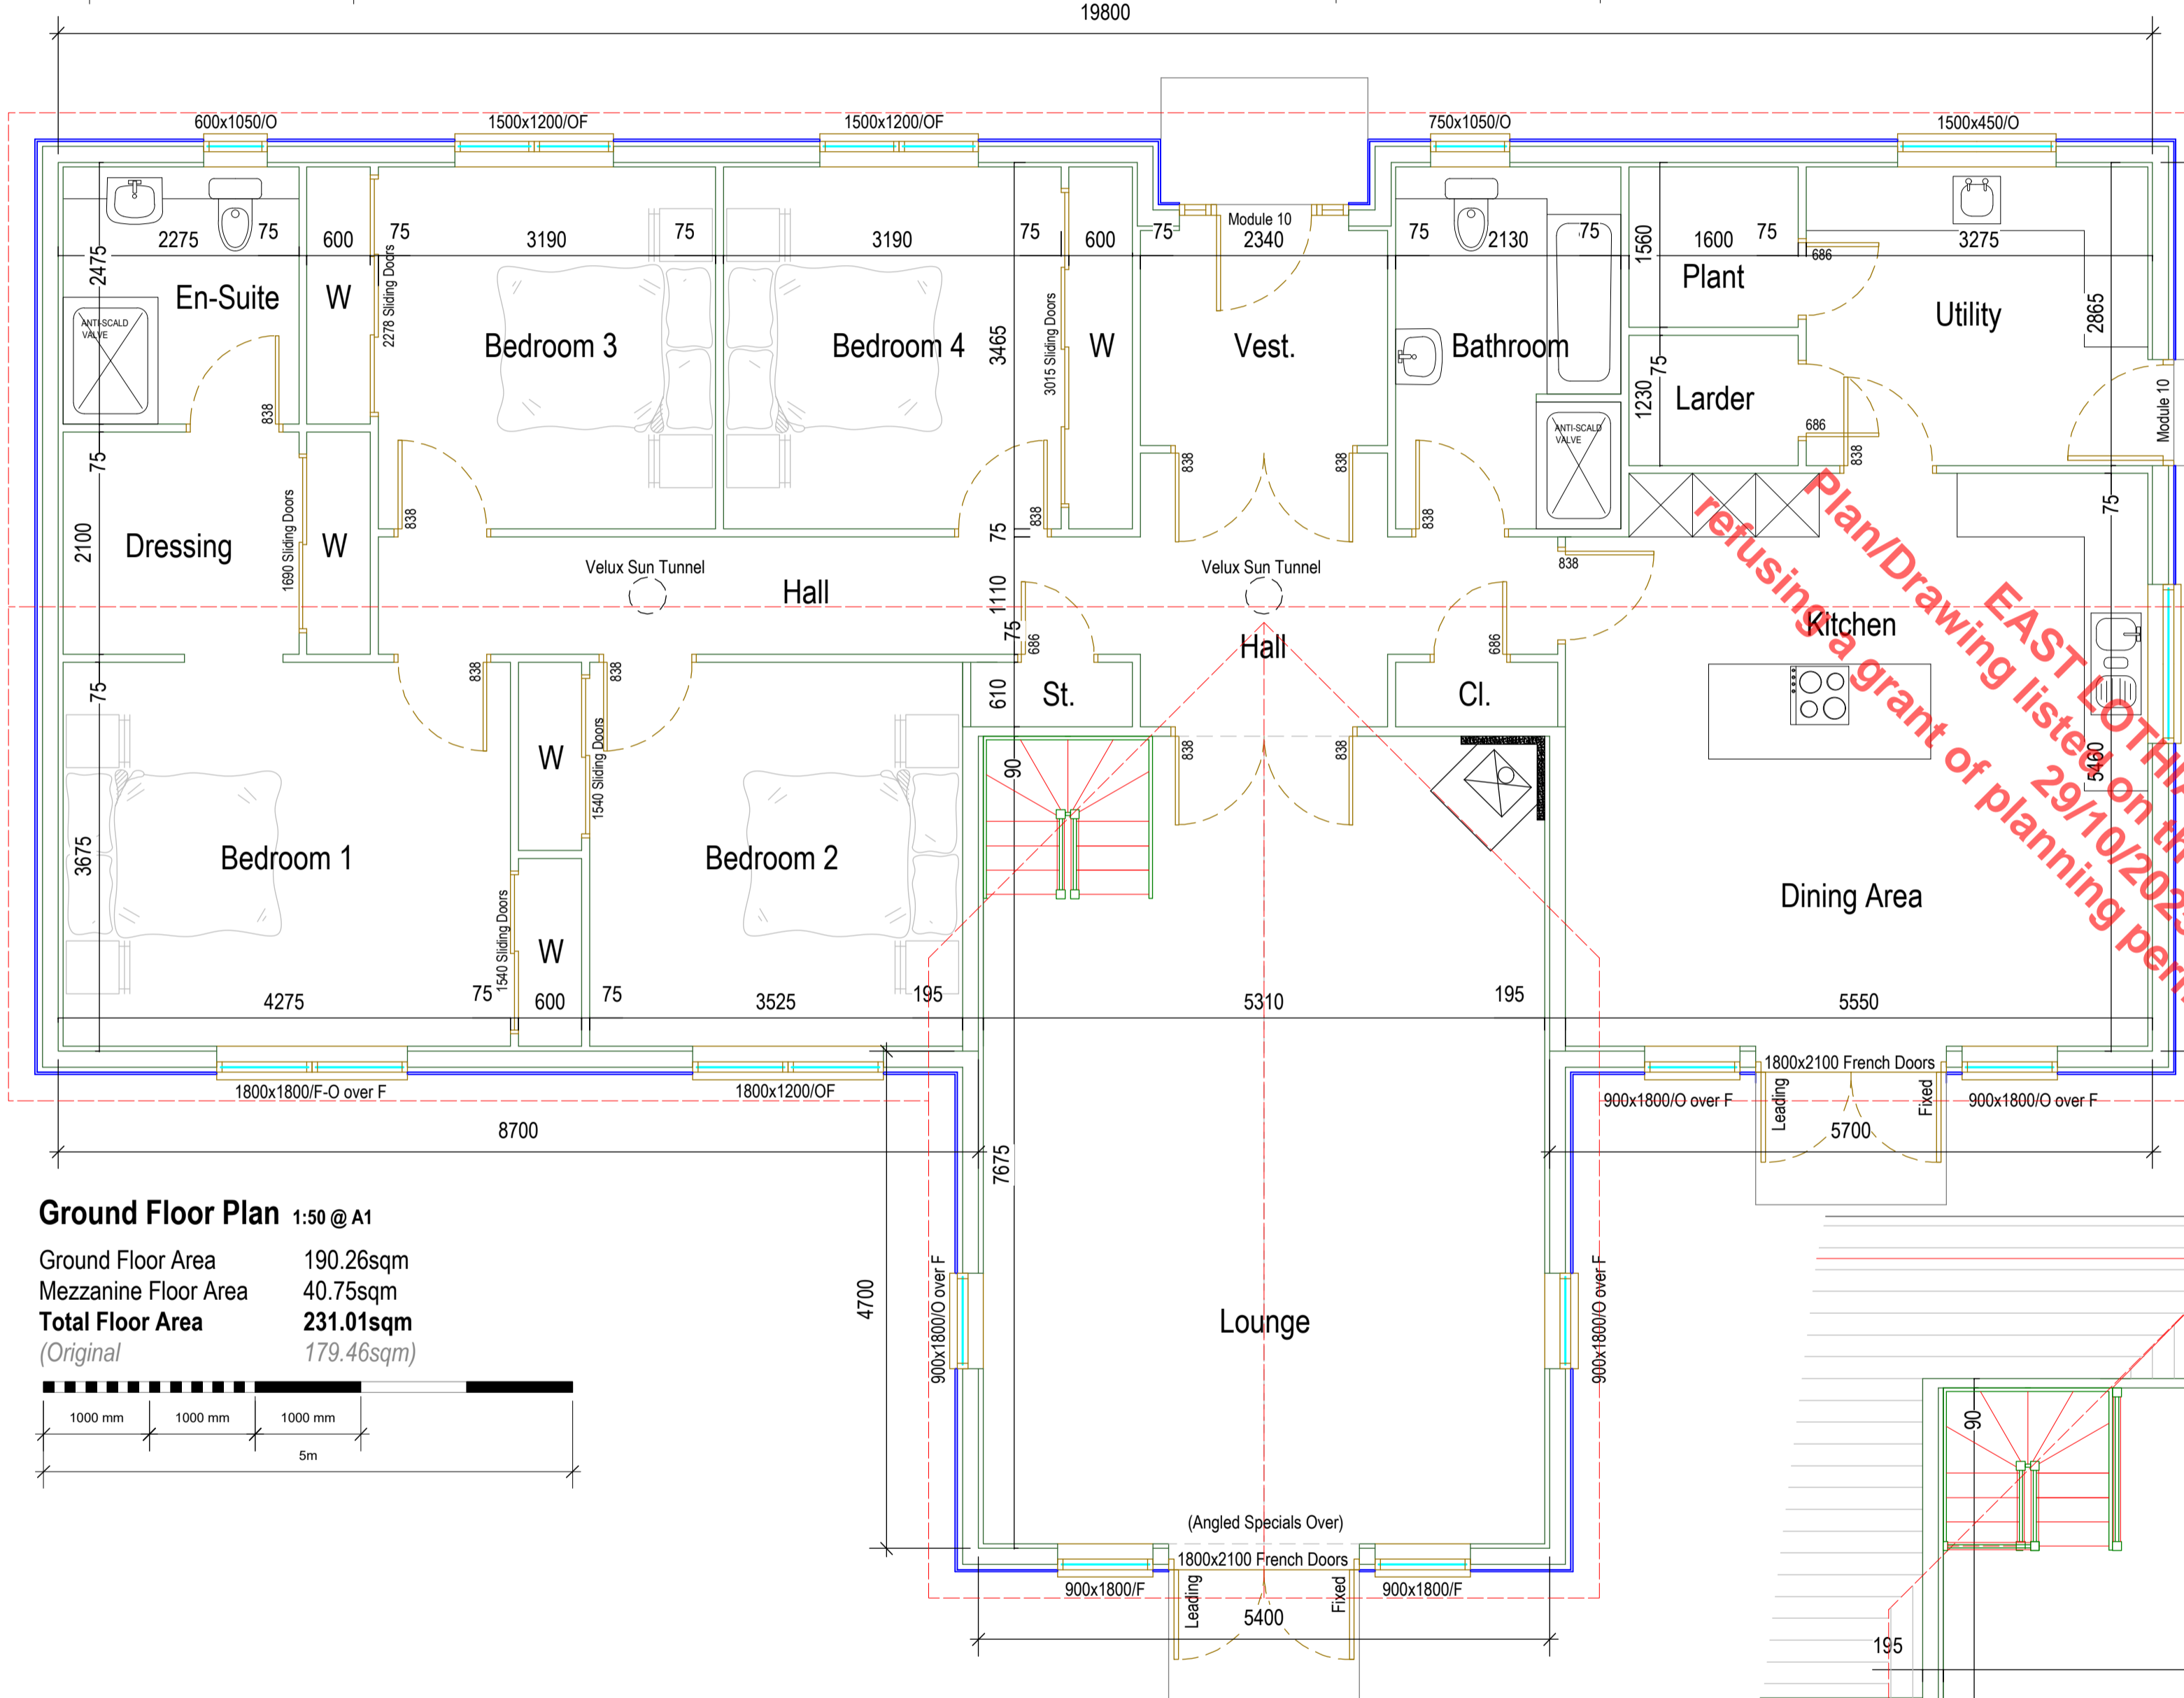 19800
600x1050/O
1500x1200/OF
1500x1200/OF
750x1050/O
1500x450/O
Module 10
2275
75
600
75
3190
75
3190
75
600
75
2340
75
2130
75
1600
75
3275
2475
1560
686
En-Suite
W
2278 Sliding Doors
Plant
ANTI-SCALD
VALVE
Bedroom 3
Bedroom 4
3465
3015 Sliding Doors
W
Vest.
Bathroom
Utility
2865
75
1230
Larder
686
838
Module 10
838
75
838
838
ANTI-SCALD
VALVE
838
838
838
75
2100
Dressing
1690 Sliding Doors
W
75
Velux Sun Tunnel
Velux Sun Tunnel
838
Hall
1110
75
686
Hall
686
Kitchen
75
838
838
610
St.
Cl.
W
1540 Sliding Doors
90
838
838
5460
3675
Bedroom 1
Bedroom 2
Dining Area
1540 Sliding Doors
W
4275
75
600
75
3525
195
5310
195
5550
1800x1800/F-O over F
1800x1200/OF
1800x2100 French Doors
900x1800/O over F
Leading
Fixed
900x1800/O over F
8700
5700
7675
4700
900x1800/O over F
Lounge
900x1800/O over F
(Angled Specials Over)
1800x2100 French Doors
900x1800/F
Leading
Fixed
900x1800/F
5400
Ground Floor Plan 1:50 @ A1
Ground Floor Area 190.26sqm
Mezzanine Floor Area 40.75sqm
Total Floor Area 231.01sqm
(Original 179.46sqm)
1000 mm 1000 mm 1000 mm
5m
90
195
EAST LOTHI
Plan/Drawing listed on th
29/10/202
refusing a grant of planning per